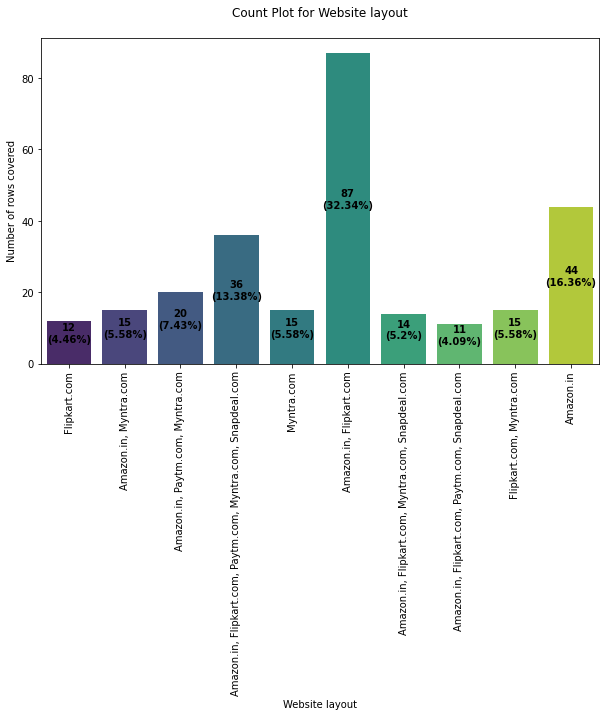 Count Plot for Website layout
Number of rows covered
80
60
40
20
0
12
(4.46%)
15
(5.58%)
20
(7.43%)
36
(13.38%)
15
(5.58%)
87
(32.34%)
14
(5.2%)
11
(4.09%)
15
(5.58%)
44
(16.36%)
Flipkart.com
Amazon.in, Myntra.com
Amazon.in, Paytm.com, Myntra.com
Amazon.in, Flipkart.com, Paytm.com, Myntra.com, Snapdeal.com
Myntra.com
Amazon.in, Flipkart.com
Amazon.in, Flipkart.com, Myntra.com, Snapdeal.com
Amazon.in, Flipkart.com, Paytm.com, Snapdeal.com
Flipkart.com, Myntra.com
Amazon.in
Website layout